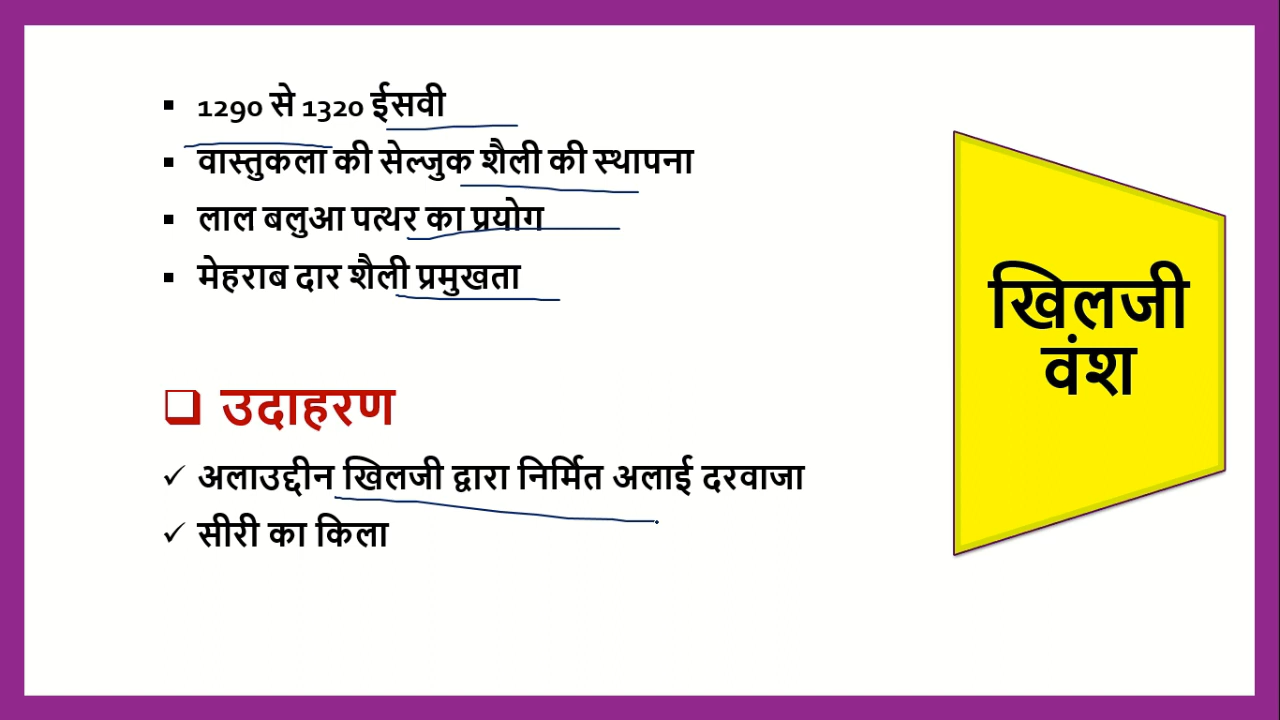 1290 से 1320 ईसवी
वास्तुकला की सेल्जुक शैली की स्थापना
लाल बलुआ पत्थर का प्रयोग
मेहराब दार शैली प्रमुखता
खिलजी
वंश
उदाहरण
अलाउद्दीन खिलजी द्वारा निर्मित अलाई दरवाजा
सीरी का किला